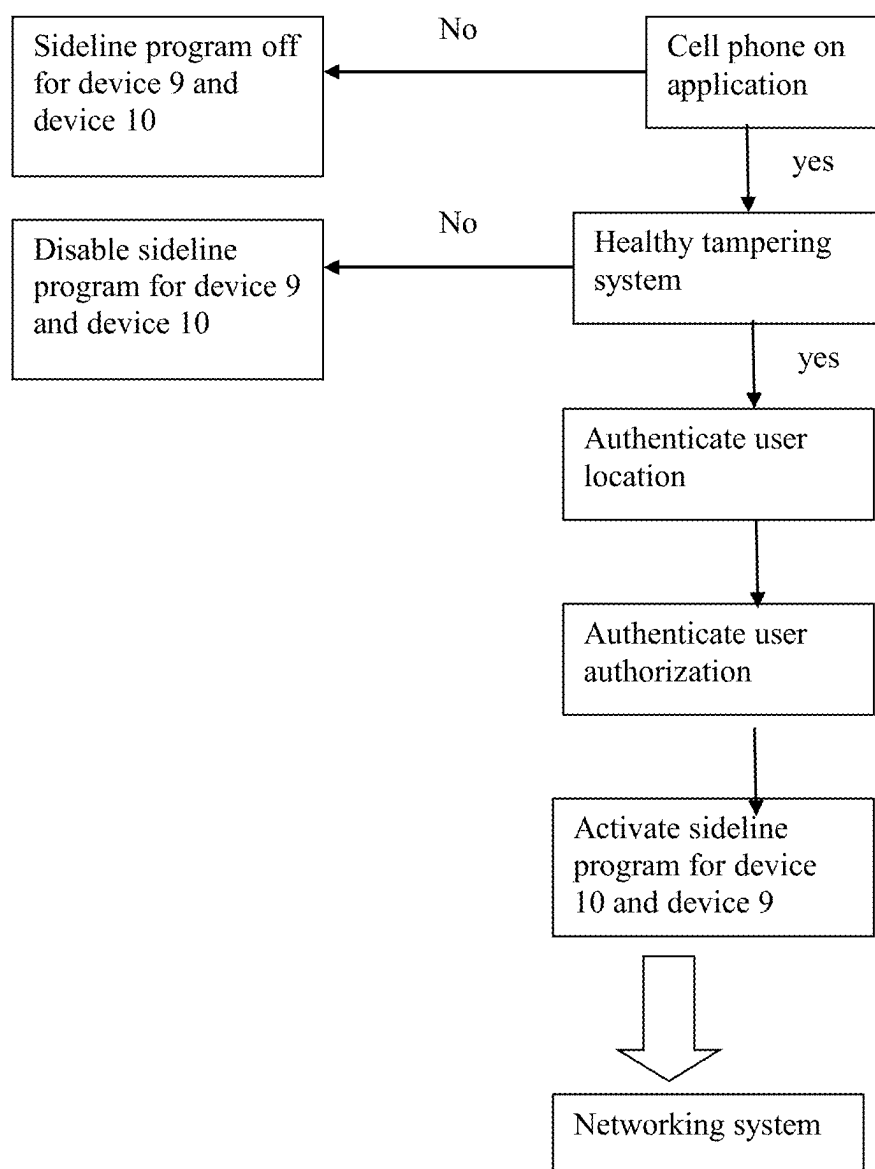 Sideline program off
for device 9 and
device 10
No
Cell phone on
application
yes
Disable sideline
program for device 9
and device 10
No
Healthy tampering
system
yes
Authenticate user
location
Authenticate user
authorization
Activate sideline
program for device
10 and device 9
Networking system